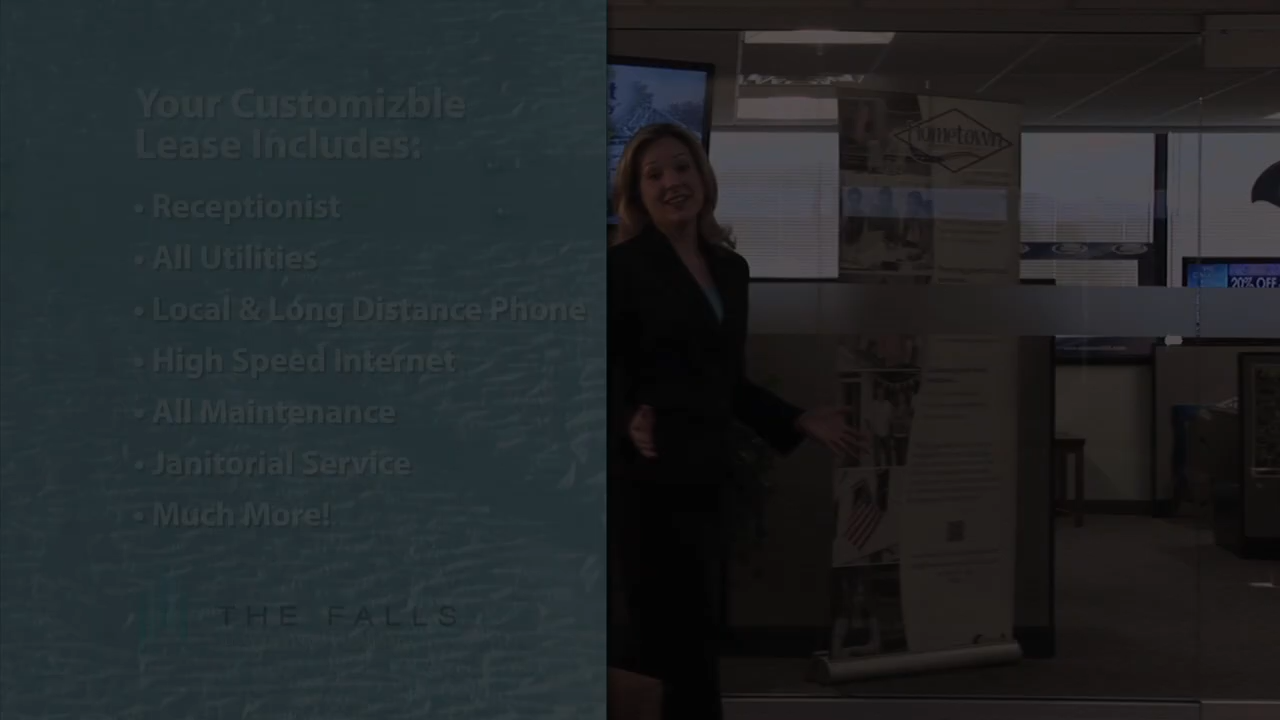 Your Customizble
Lease Includes:
• Receptionist
• All Utilities
• Local & Long Distance Phone
• High Speed Internet
• All Maintenance
• Janitorial Service
• Much More!
THE FALLS
hometown
20% OFF